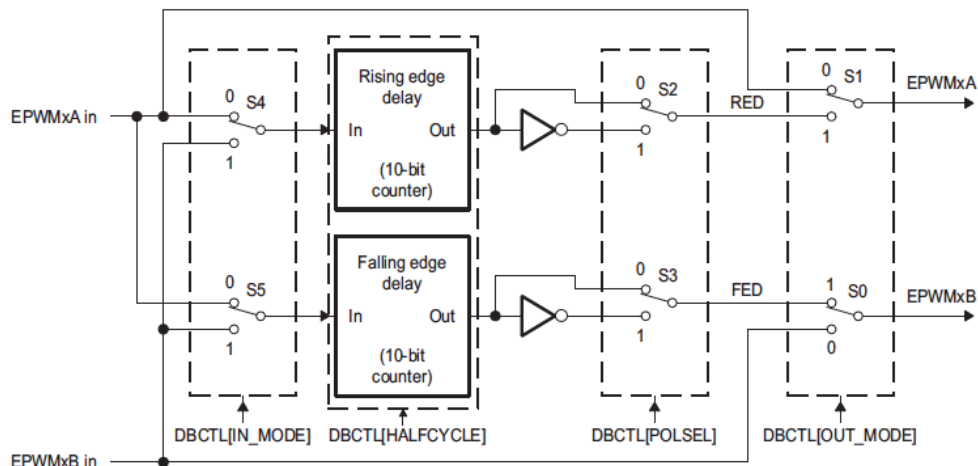 EPWMxA in
0
S4
1
Rising edge
delay
In
Out
(10-bit
counter)
0
S2
1
RED
0
S1
1
EPWMxA
0
S5
1
Falling edge
delay
In
Out
(10-bit
counter)
0
S3
1
FED
1
S0
0
EPWMxB
DBCTL[IN_MODE]
DBCTL[HALFCYCLE]
DBCTL[POLSEL]
DBCTL[OUT_MODE]
EPWMxB in